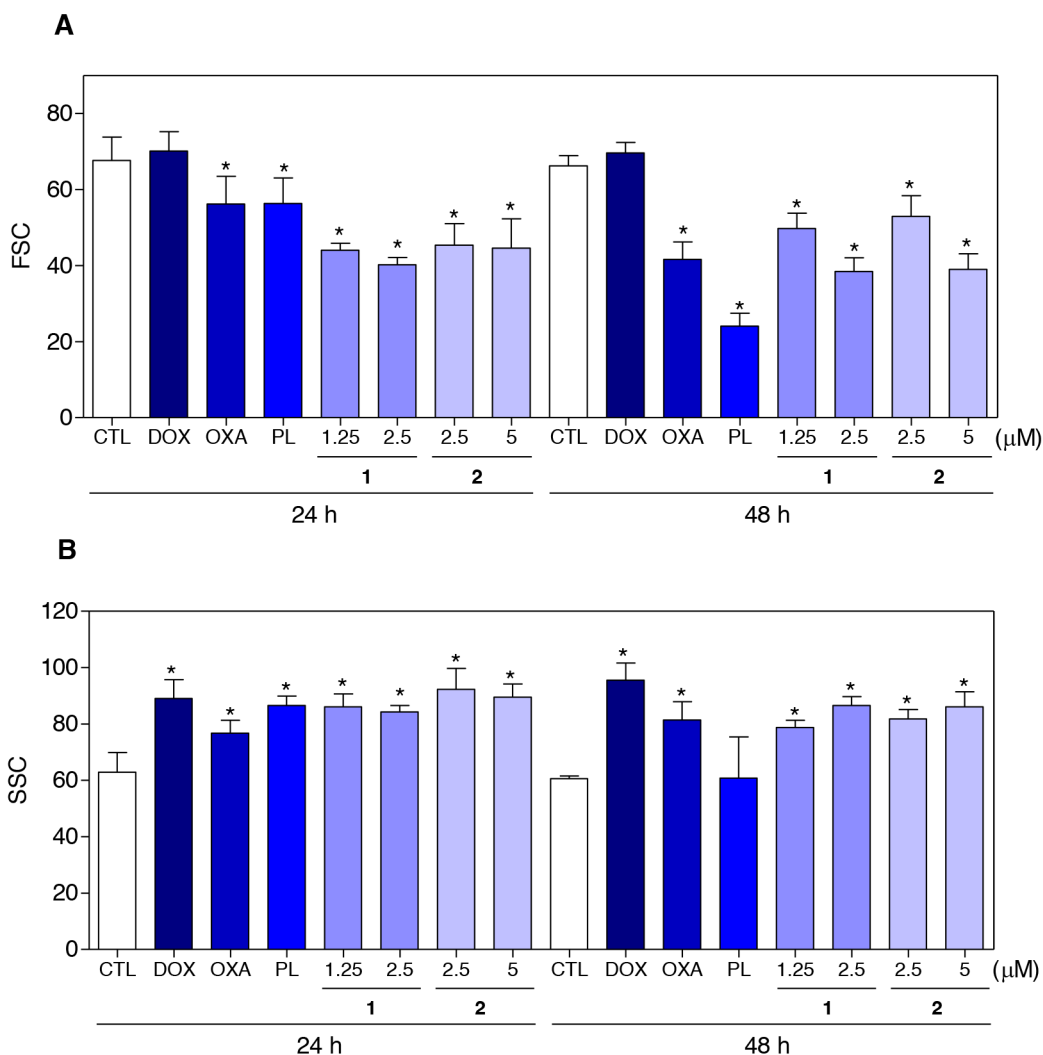 A
80
60
40
20
0
FSC
* * * * * * * * * * * *
CTL DOX OXA PL 1.25 2.5 2.5 5 CTL DOX OXA PL 1.25 2.5 2.5 5 (µM)
1 2 1 2
24 h 48 h
B
120
100
80
60
40
20
0
SSC
* * * * * * * * * * * * *
CTL DOX OXA PL 1.25 2.5 2.5 5 CTL DOX OXA PL 1.25 2.5 2.5 5 (µM)
1 2 1 2
24 h 48 h